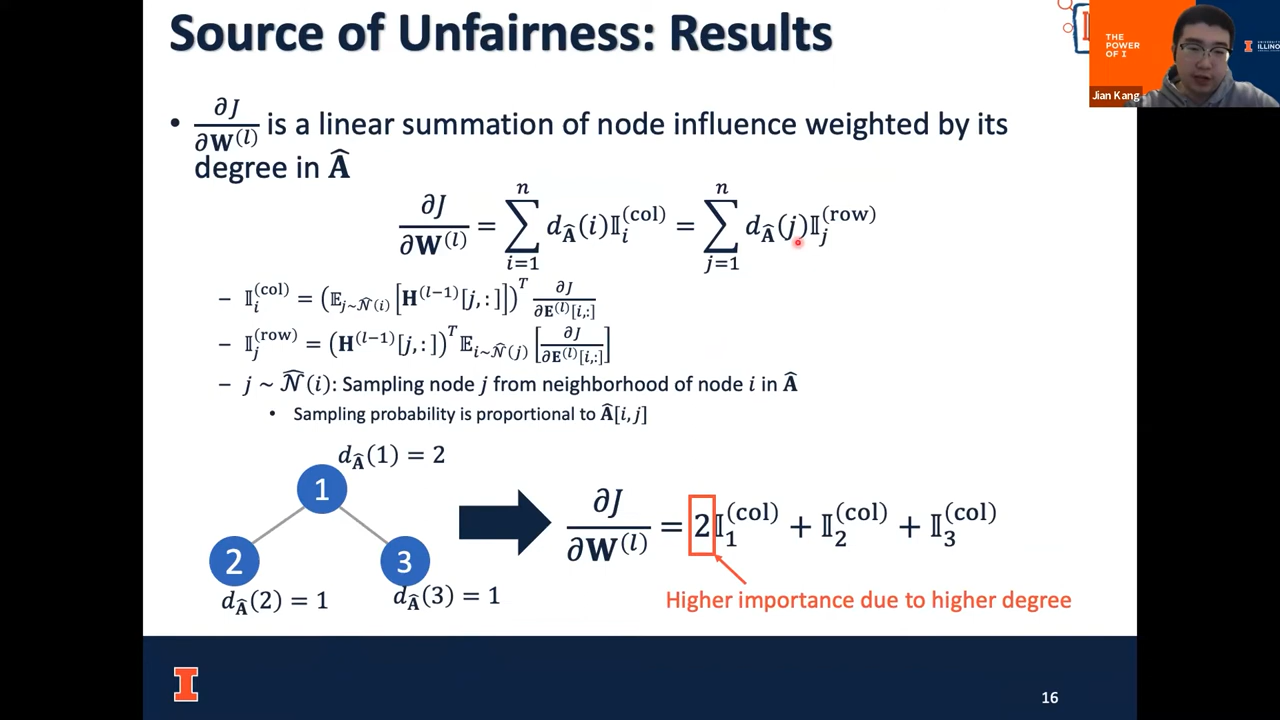 Source of Unfairness: Results
THE
POWER
OF I
ILLINOIS
Jian Kang
• ∂J/∂𝐖^(l) is a linear summation of node influence weighted by its
degree in 𝐀̂
∂J/∂𝐖^(l) = ∑_{i=1}^{n} d_𝐀̂(i)𝕀_i^(col) = ∑_{j=1}^{n} d_𝐀̂(j)𝕀_j^(row)
– 𝕀_i^(col) = (𝔼_{j~𝒩̂(i)}[𝐇^(l−1)[j,:]])^T ∂J/∂𝐄^(l)[i,:]
– 𝕀_j^(row) = (𝐇^(l−1)[j,:])^T 𝔼_{i~𝒩̂(j)}[∂J/∂𝐄^(l)[i,:]]
– j ~ 𝒩̂(i): Sampling node j from neighborhood of node i in 𝐀̂
• Sampling probability is proportional to 𝐀̂[i,j]
d_𝐀̂(1) = 2
1
2
3
d_𝐀̂(2) = 1
d_𝐀̂(3) = 1
∂J/∂𝐖^(l) = 2𝕀_1^(col) + 𝕀_2^(col) + 𝕀_3^(col)
Higher importance due to higher degree
I
16